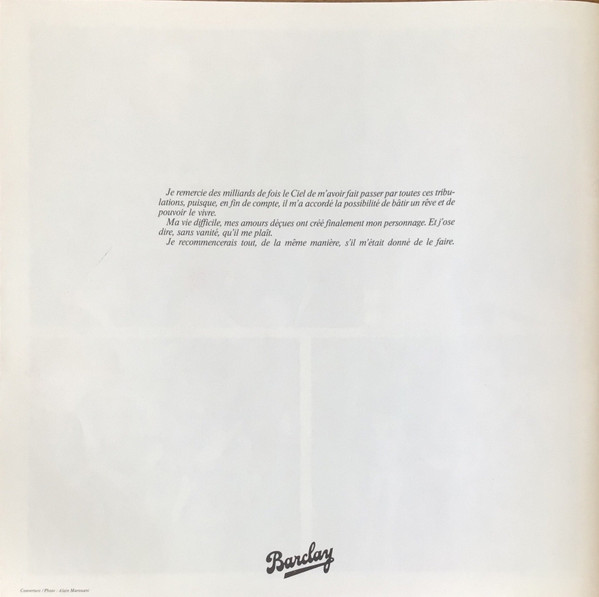 Je remercie des milliards de fois le Ciel de m'avoir fait passer par toutes ces tribu-
lations, puisque, en fin de compte, il m'a accordé la possibilité de bâtir un rêve et de
pouvoir le vivre.
Ma vie difficile, mes amours déçues ont créé finalement mon personnage. Et j'ose
dire, sans vanité, qu'il me plaît.
Je recommencerais tout, de la même manière, s'il m'était donné de le faire.
Barclay
Photo : Alain Marouani